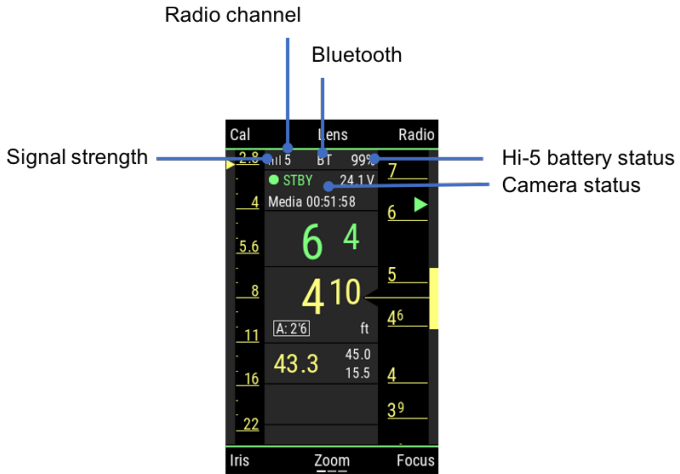 Radio channel
Bluetooth
Signal strength
Hi-5 battery status
Camera status
Cal Lens Radio
5 BT 99%
STBY 24.1V
Media 00:51:58
6 4
4 10
A: 2'6 ft
43.3 45.0
15.5
2.8
4
5.6
8
11
16
22
7
6
5
4 6
4
3 9
Iris Zoom Focus